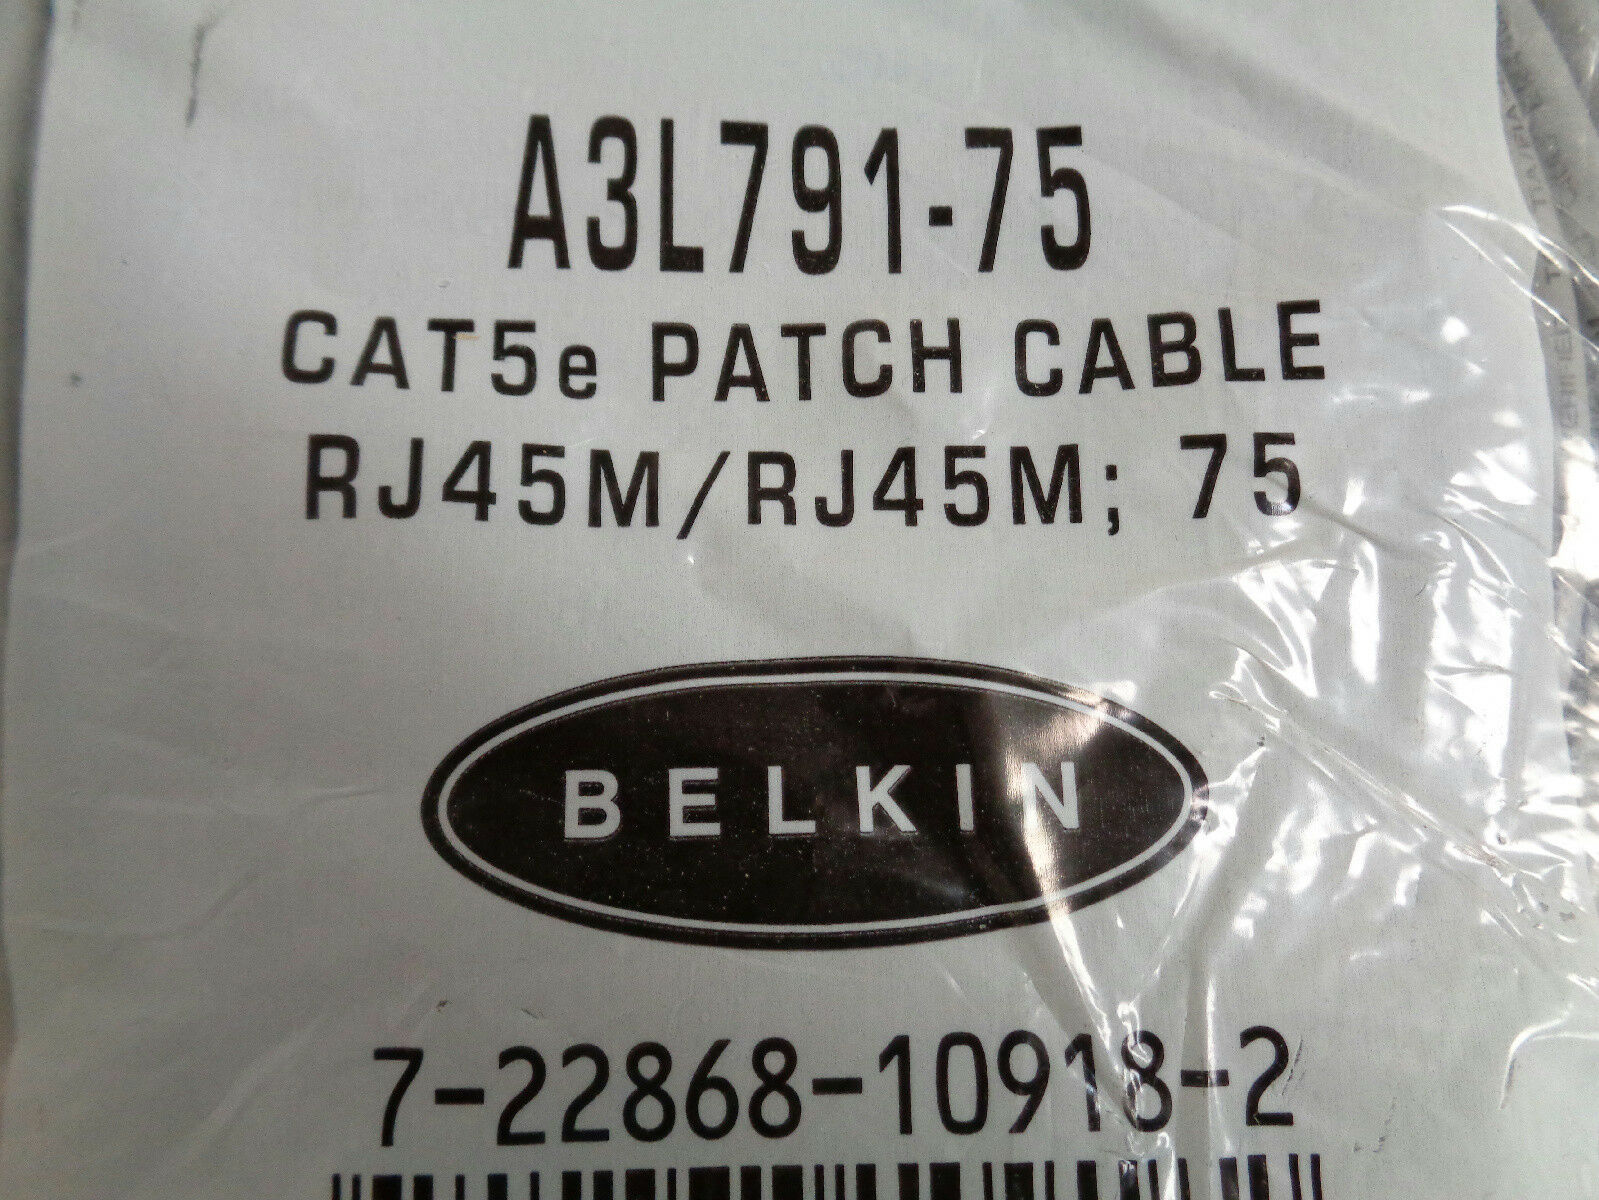 A3L791-75
CAT5e PATCH CABLE
RJ45M/RJ45M; 75
BELKIN
7-22868-10918-2